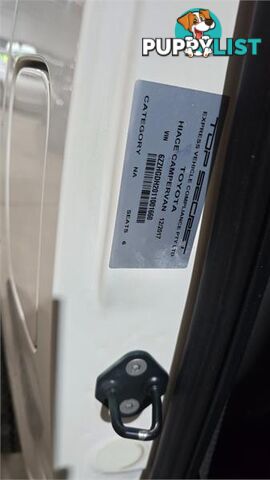 PUPPYLIST
TOP SECRET
EXPRESS VEHICLE COMPLIANCE PTY LTD
TOYOTA
HIACE CAMPERVAN 12/2017
VIN
CATEGORY NA SEATS 6